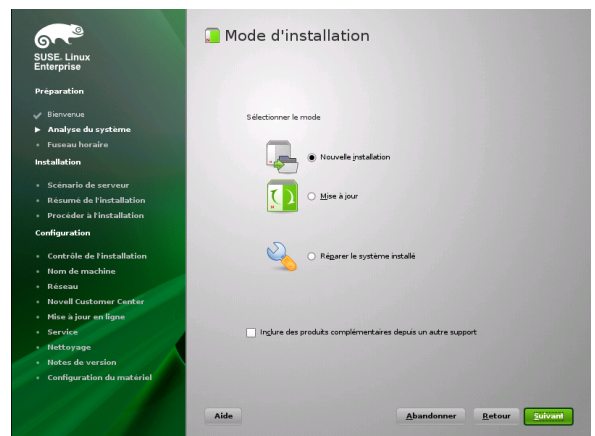 SUSE. Linux
Enterprise
Préparation
Bienvenue
Analyse du système
Fuseau horaire
Installation
Scénario de serveur
Résumé de l'installation
Procéder à l'installation
Configuration
Contrôle de l'installation
Nom de machine
Réseau
Novell Customer Center
Mise à jour en ligne
Service
Nettoyage
Notes de version
Configuration du matériel
Mode d'installation
Sélectionner le mode
Nouvelle installation
Mise à jour
Réparer le système installé
Inclure des produits complémentaires depuis un autre support
Aide
Abandonner
Retour
Suivant